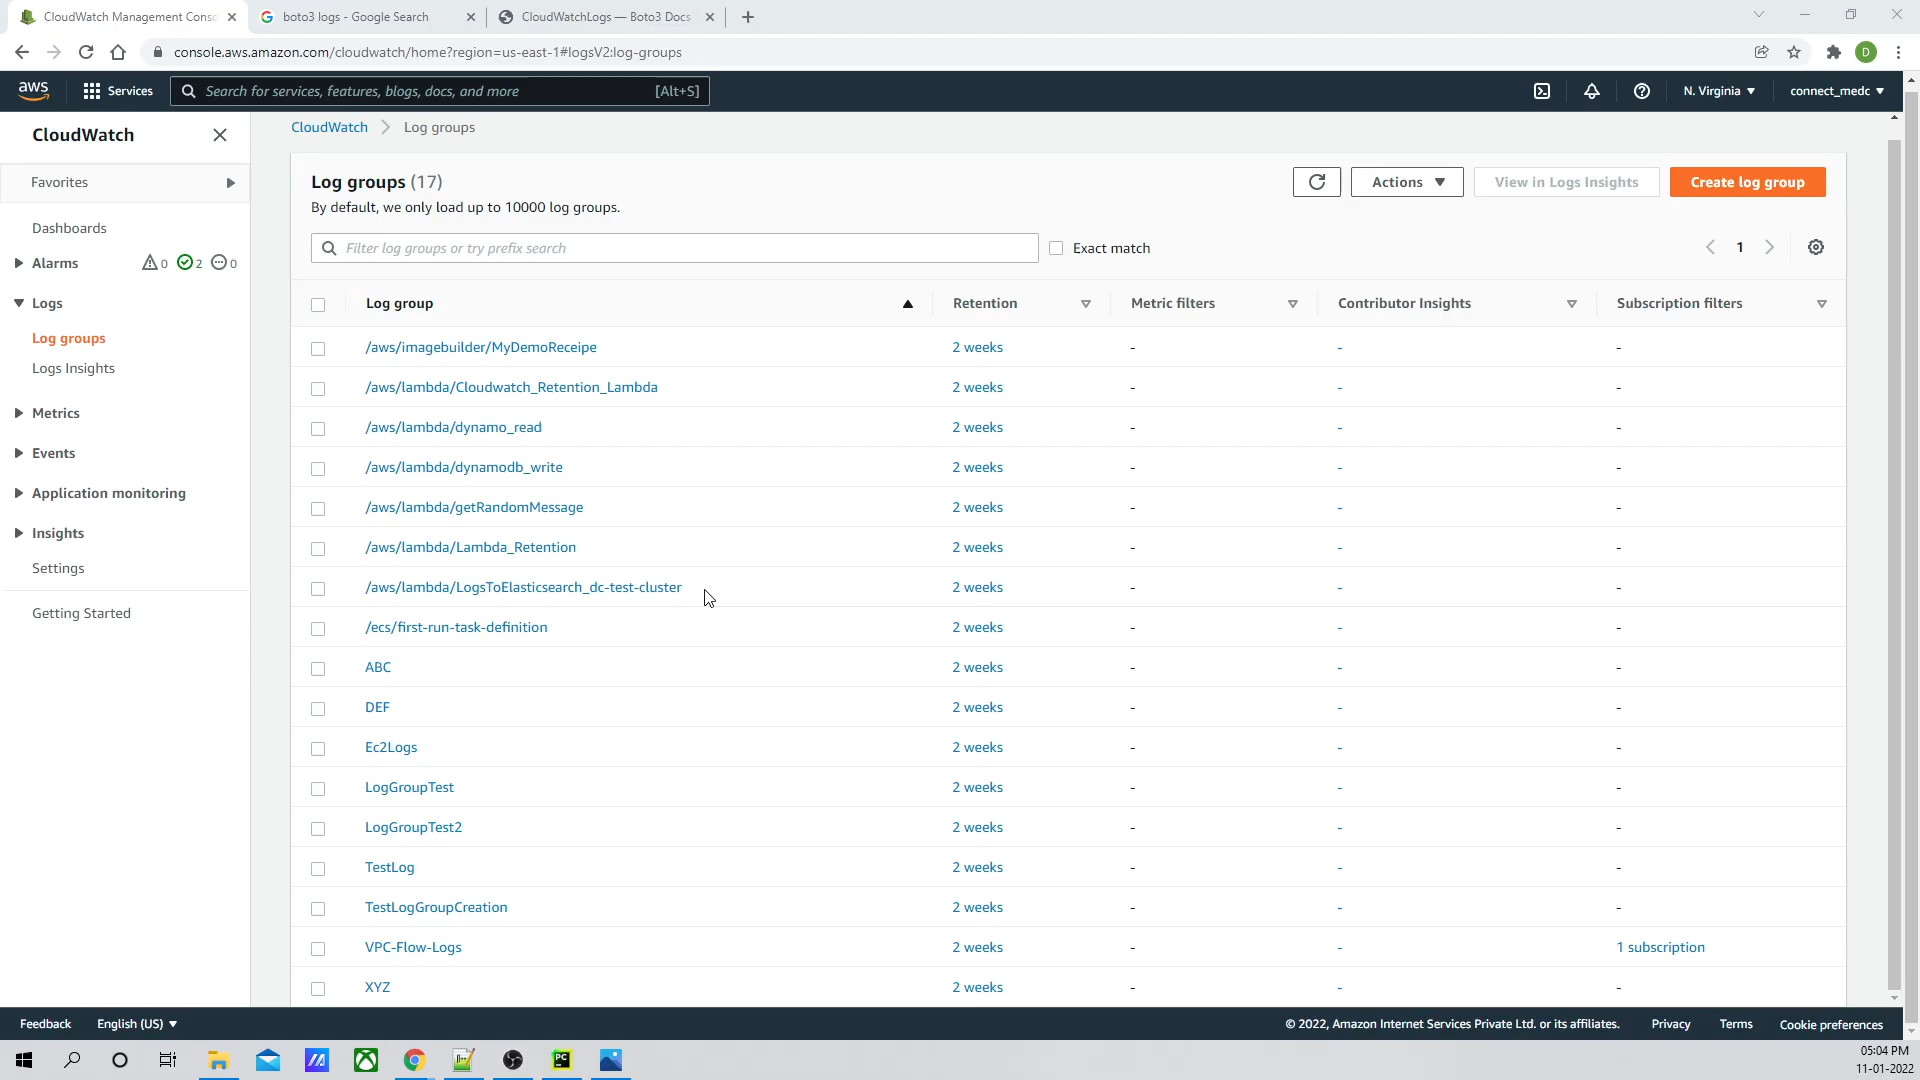 CloudWatch Management Conso
boto3 logs - Google Search
CloudWatchLogs — Boto3 Docs
console.aws.amazon.com/cloudwatch/home?region=us-east-1#logsV2:log-groups
D
aws
Services
Search for services, features, blogs, docs, and more
[Alt+S]
N. Virginia
connect_medc
CloudWatch
Favorites
Dashboards
Alarms
0
2
0
Logs
Log groups
Logs Insights
Metrics
Events
Application monitoring
Insights
Settings
Getting Started
CloudWatch
Log groups
Log groups (17)
By default, we only load up to 10000 log groups.
Actions
View in Logs Insights
Create log group
Filter log groups or try prefix search
Exact match
1
Log group Retention Metric filters Contributor Insights Subscription filters
/aws/imagebuilder/MyDemoReceipe 2 weeks - - -
/aws/lambda/Cloudwatch_Retention_Lambda 2 weeks - - -
/aws/lambda/dynamo_read 2 weeks - - -
/aws/lambda/dynamodb_write 2 weeks - - -
/aws/lambda/getRandomMessage 2 weeks - - -
/aws/lambda/Lambda_Retention 2 weeks - - -
/aws/lambda/LogsToElasticsearch_dc-test-cluster 2 weeks - - -
/ecs/first-run-task-definition 2 weeks - - -
ABC 2 weeks - - -
DEF 2 weeks - - -
Ec2Logs 2 weeks - - -
LogGroupTest 2 weeks - - -
LogGroupTest2 2 weeks - - -
TestLog 2 weeks - - -
TestLogGroupCreation 2 weeks - - -
VPC-Flow-Logs 2 weeks - - 1 subscription
XYZ 2 weeks - - -
Feedback
English (US)
© 2022, Amazon Internet Services Private Ltd. or its affiliates.
Privacy
Terms
Cookie preferences
PC
05:04 PM
11-01-2022